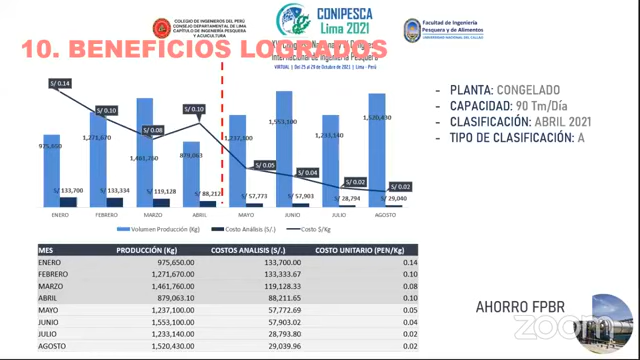 COLEGIO DE INGENIEROS DEL PERÚ
CONSEJO DEPARTAMENTAL DE LIMA
CAPÍTULO DE INGENIERÍA PESQUERA
Y ACUICULTURA
CONIPESCA
Lima 2021
Internacional de Ingeniería Pesquera
VIRTUAL | Del 25 al 29 de Octubre de 2021 | Lima - Perú
Facultad de Ingeniería
Pesquera y de Alimentos
UNIVERSIDAD NACIONAL DEL CALLAO
10. BENEFICIOS LOGRADOS
S/ 0.14
S/ 0.10
S/ 0.08
S/ 0.10
S/ 0.05
S/ 0.04
S/ 0.02
S/ 0.02
975,650
1,271,670
1,461,760
879,063
1,237,100
1,553,100
1,233,140
1,520,430
S/ 133,700
S/ 133,334
S/ 119,128
S/ 88,212
S/ 57,773
S/ 57,903
S/ 28,794
S/ 29,040
ENERO FEBRERO MARZO ABRIL MAYO JUNIO JULIO AGOSTO
Volumen Producción (Kg) Costo Análisis (S/.) Costo $/Kg
- PLANTA: CONGELADO
- CAPACIDAD: 90 Tm/Día
- CLASIFICACIÓN: ABRIL 2021
- TIPO DE CLASIFICACIÓN: A
MES PRODUCCIÓN (Kg) COSTOS ANALISIS (S/.) COSTO UNITARIO (PEN/Kg)
ENERO 975,650.00 133,700.00 0.14
FEBRERO 1,271,670.00 133,333.67 0.10
MARZO 1,461,760.00 119,128.33 0.08
ABRIL 879,063.10 88,211.65 0.10
MAYO 1,237,100.00 57,772.69 0.05
JUNIO 1,553,100.00 57,903.02 0.04
JULIO 1,233,140.00 28,793.80 0.02
AGOSTO 1,520,430.00 29,039.96 0.02
AHORRO FPBR
zoom